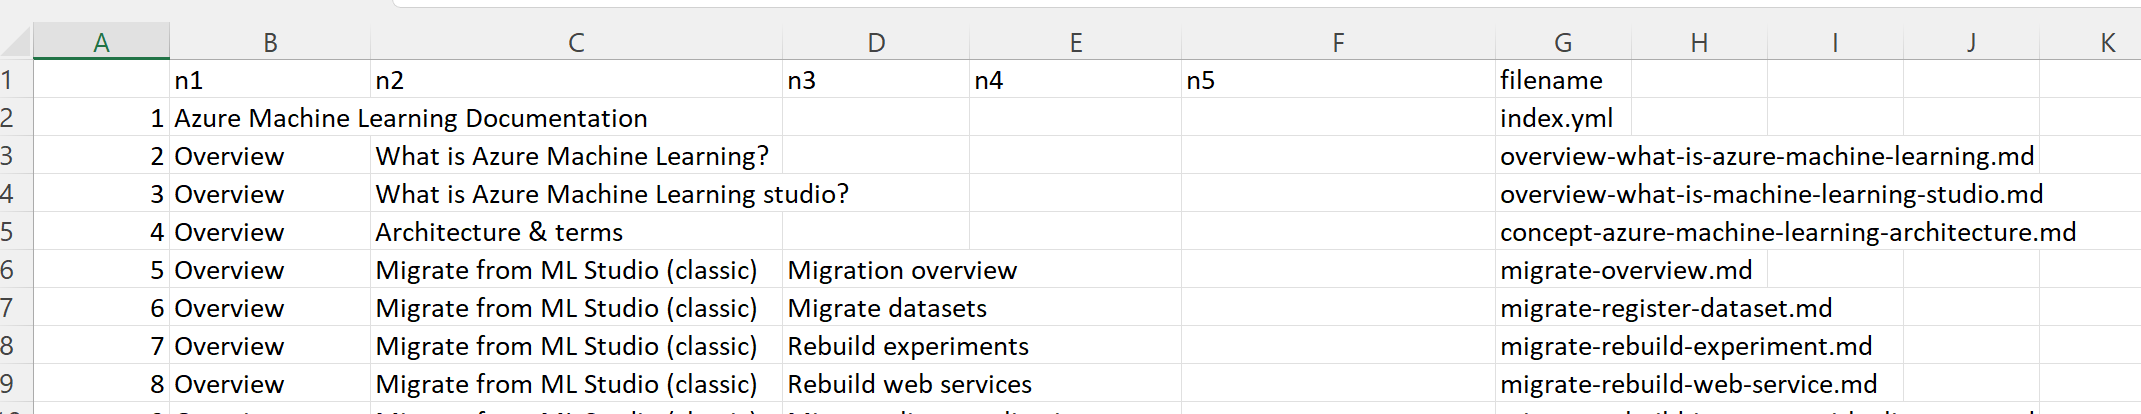 A B C D E F G H I J K
1 n1 n2 n3 n4 n5 filename
2 1 Azure Machine Learning Documentation index.yml
3 2 Overview What is Azure Machine Learning? overview-what-is-azure-machine-learning.md
4 3 Overview What is Azure Machine Learning studio? overview-what-is-machine-learning-studio.md
5 4 Overview Architecture & terms concept-azure-machine-learning-architecture.md
6 5 Overview Migrate from ML Studio (classic) Migration overview migrate-overview.md
7 6 Overview Migrate from ML Studio (classic) Migrate datasets migrate-register-dataset.md
8 7 Overview Migrate from ML Studio (classic) Rebuild experiments migrate-rebuild-experiment.md
9 8 Overview Migrate from ML Studio (classic) Rebuild web services migrate-rebuild-web-service.md